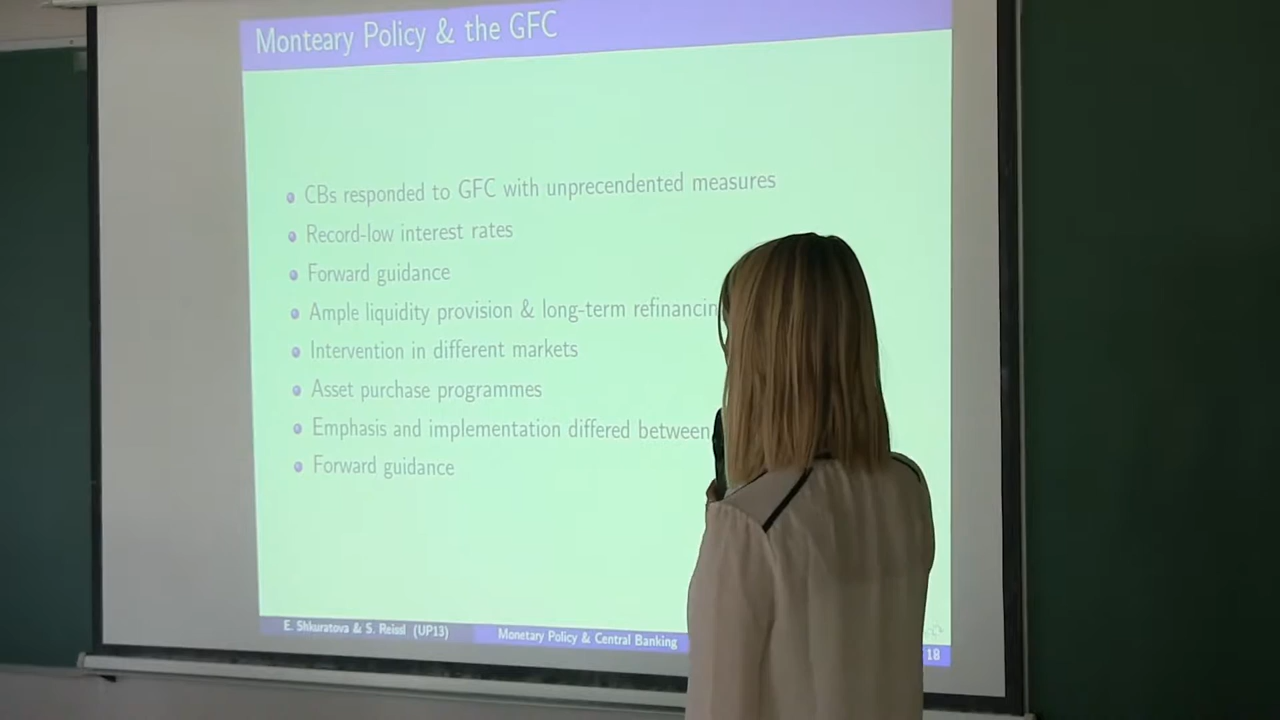 Monteary Policy & the GFC
CBs responded to GFC with unprecendented measures
Record-low interest rates
Forward guidance
Ample liquidity provision & long-term refinancin
Intervention in different markets
Asset purchase programmes
Emphasis and implementation differed between
Forward guidance
E. Shkuratova & S. Reissl (UP13) Monetary Policy & Central Banking 18